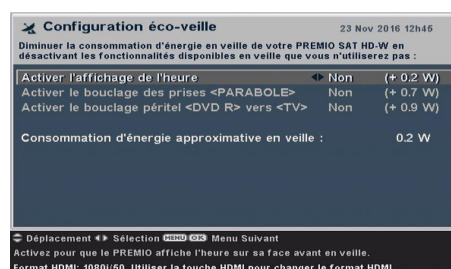 Configuration éco-veille 23 Nov 2016 12h45
Diminuer la consommation d'énergie en veille de votre PREMIO SAT HD-W en
désactivant les fonctionnalités disponibles en veille que vous n'utiliserez pas :
Activer l'affichage de l'heure Non (+ 0.2 W)
Activer le bouclage des prises <PARABOLE> Non (+ 0.7 W)
Activer le bouclage péritel <DVD R> vers <TV> Non (+ 0.9 W)
Consommation d'énergie approximative en veille : 0.2 W
Déplacement Sélection MENU OK Menu Suivant
Activez pour que le PREMIO affiche l'heure sur sa face avant en veille.
Format HDMI: 1080i/50. Utiliser la touche HDMI pour changer le format HDMI